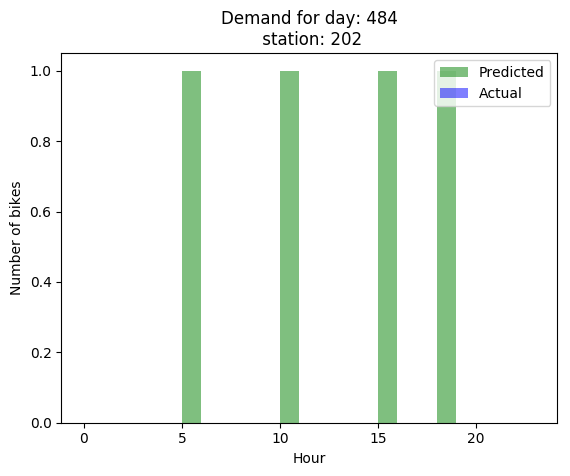 Demand for day: 484
station: 202
Predicted
Actual
Number of bikes
1.0
0.8
0.6
0.4
0.2
0.0
0
5
10
15
20
Hour